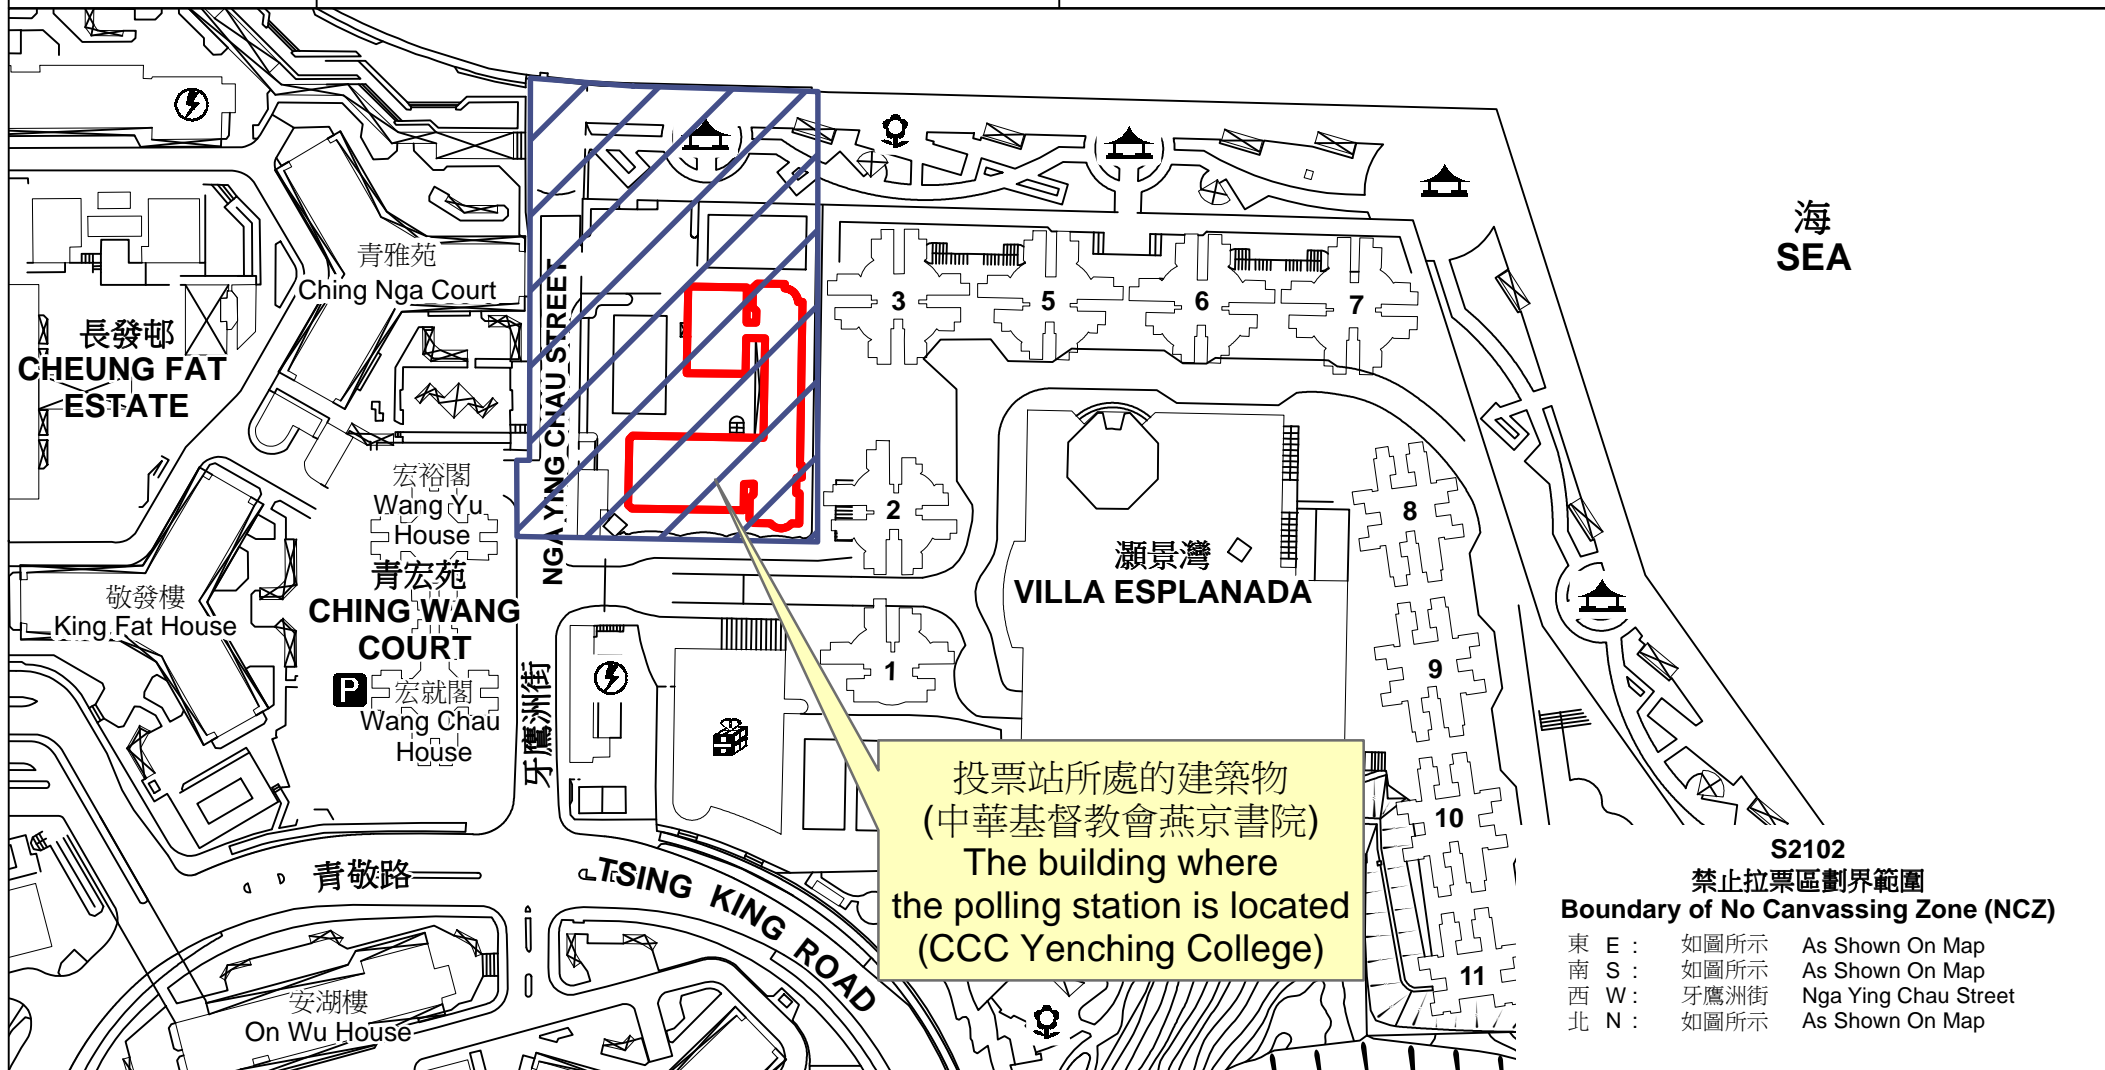 海
SEA
青雅苑
Ching Nga Court
長發邨
CHEUNG FAT
ESTATE
NGA YING CHAU STREET
3
5
6
7
宏裕閣
Wang Yu
House
2
8
灝景灣
VILLA ESPLANADA
青宏苑
CHING WANG
COURT
敬發樓
King Fat House
1
9
P
宏就閣
Wang Chau
House
牙鷹洲街
投票站所處的建築物
(中華基督教會燕京書院)
The building where
the polling station is located
(CCC Yenching College)
10
11
青敬路
TSING KING ROAD
安湖樓
On Wu House
S2102
禁止拉票區劃界範圍
Boundary of No Canvassing Zone (NCZ)
東 E : 如圖所示 As Shown On Map
南 S : 如圖所示 As Shown On Map
西 W : 牙鷹洲街 Nga Ying Chau Street
北 N : 如圖所示 As Shown On Map